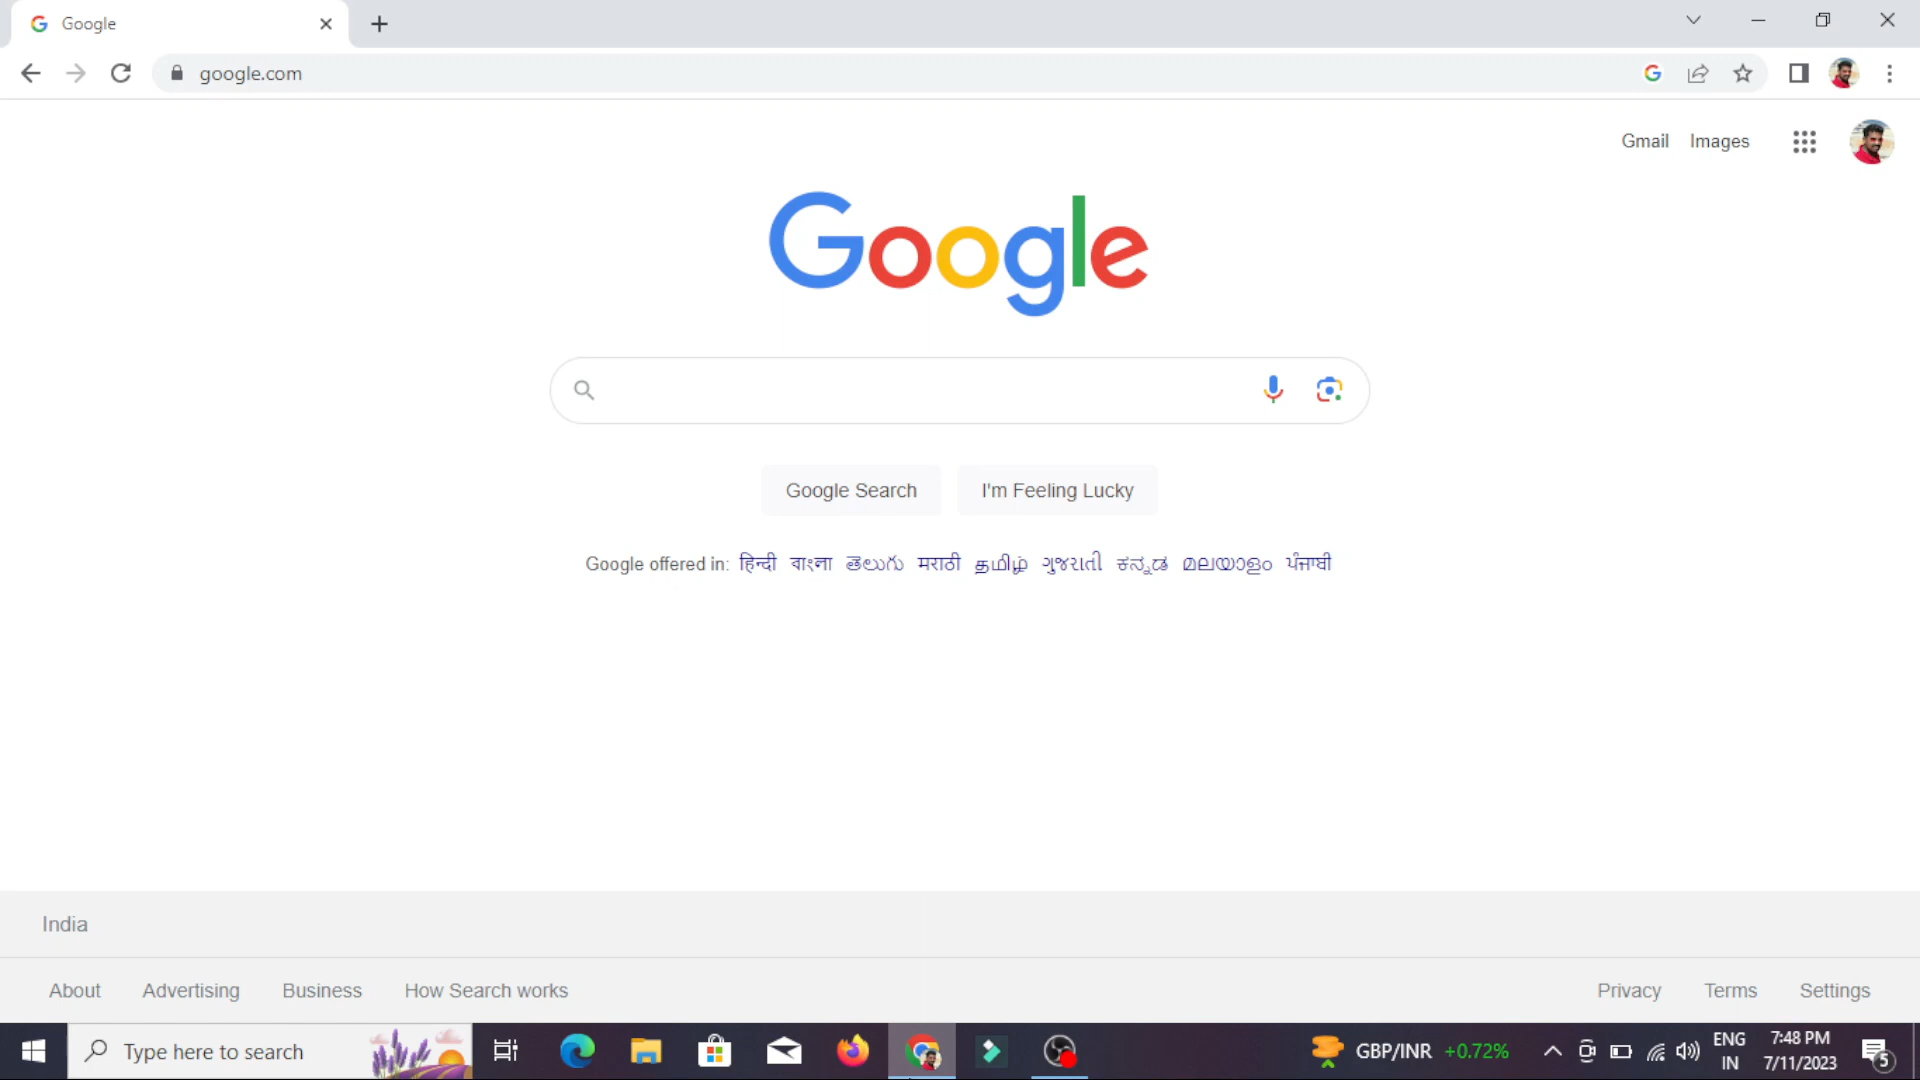 Google
google.com
Gmail Images
Google
Google Search I'm Feeling Lucky
Google offered in: हिन्दी বাংলা తెలుగు मराठी தமிழ் ગુજરાતી ಕನ್ನಡ മലയാളം ਪੰਜਾਬੀ
India
About Advertising Business How Search works Privacy Terms Settings
Type here to search GBP/INR +0.72% ENG 7:48 PM
IN 7/11/2023 5